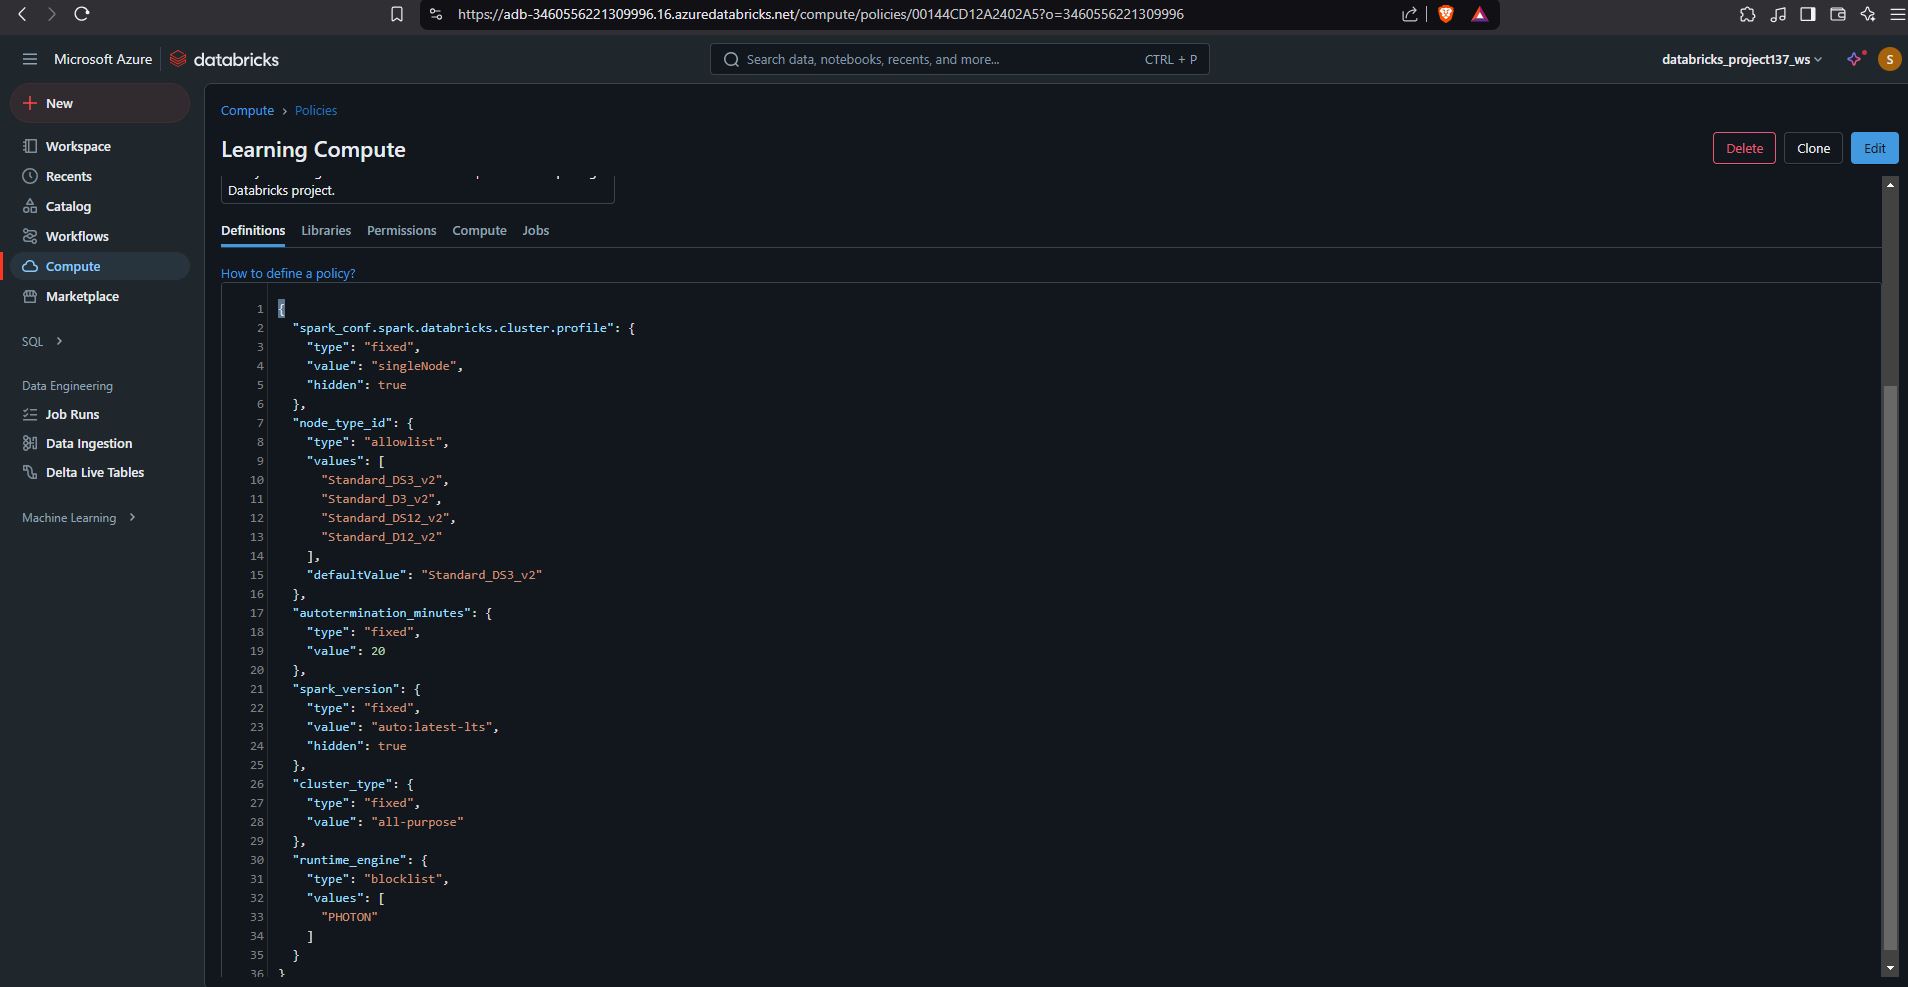 https://adb-3460556221309996.16.azuredatabricks.net/compute/policies/00144CD12A2402A5?o=3460556221309996
Microsoft Azure
databricks
Search data, notebooks, recents, and more...
CTRL + P
databricks_project137_ws
S
New
Workspace
Recents
Catalog
Workflows
Compute
Marketplace
SQL
Data Engineering
Job Runs
Data Ingestion
Delta Live Tables
Machine Learning
Compute > Policies
Learning Compute
Delete
Clone
Edit
Databricks project.
Definitions Libraries Permissions Compute Jobs
How to define a policy?
1 {
2 "spark_conf.spark.databricks.cluster.profile": {
3 "type": "fixed",
4 "value": "singleNode",
5 "hidden": true
6 },
7 "node_type_id": {
8 "type": "allowlist",
9 "values": [
10 "Standard_DS3_v2",
11 "Standard_D3_v2",
12 "Standard_DS12_v2",
13 "Standard_D12_v2"
14 ],
15 "defaultValue": "Standard_DS3_v2"
16 },
17 "autotermination_minutes": {
18 "type": "fixed",
19 "value": 20
20 },
21 "spark_version": {
22 "type": "fixed",
23 "value": "auto:latest-lts",
24 "hidden": true
25 },
26 "cluster_type": {
27 "type": "fixed",
28 "value": "all-purpose"
29 },
30 "runtime_engine": {
31 "type": "blocklist",
32 "values": [
33 "PHOTON"
34 ]
35 }
36 }